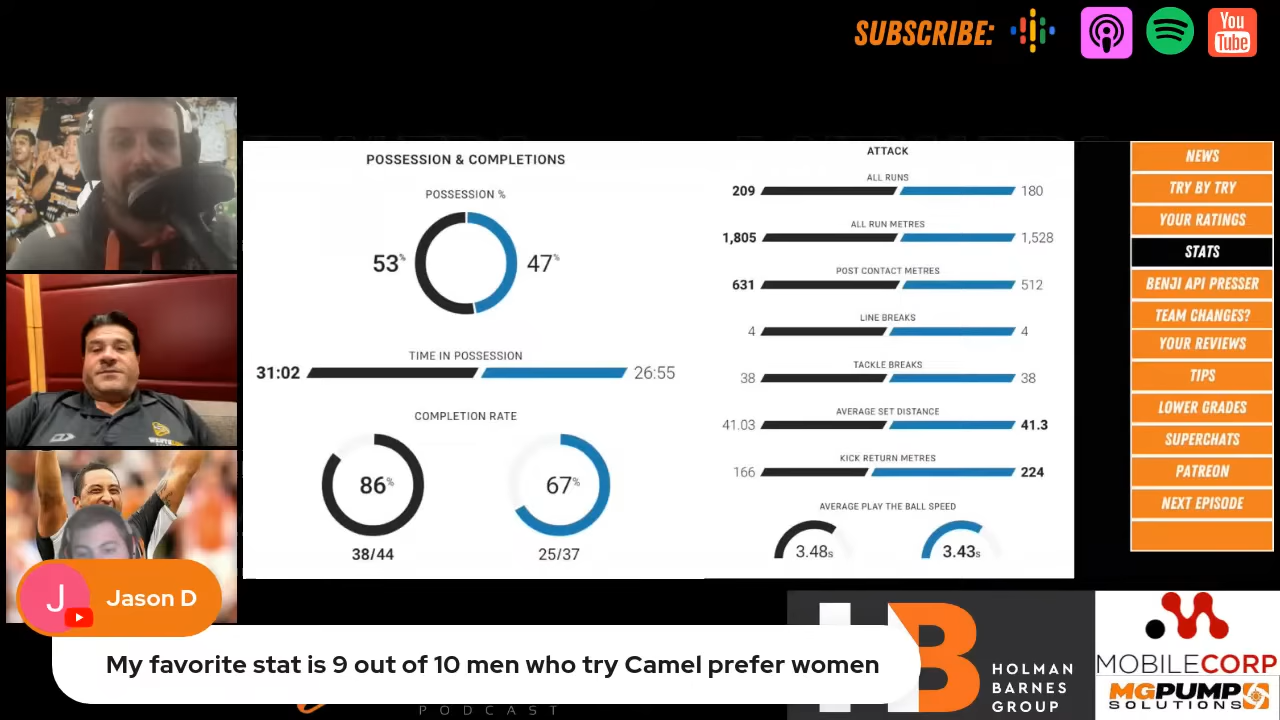 SUBSCRIBE:
You
Tube
POSSESSION & COMPLETIONS
POSSESSION %
53%
47%
TIME IN POSSESSION
31:02
26:55
COMPLETION RATE
86%
67%
38/44
25/37
ATTACK
ALL RUNS
209
180
ALL RUN METRES
1,805
1,528
POST CONTACT METRES
631
512
LINE BREAKS
4
4
TACKLE BREAKS
38
38
AVERAGE SET DISTANCE
41.03
41.3
KICK RETURN METRES
166
224
AVERAGE PLAY THE BALL SPEED
3.48s
3.43s
NEWS
TRY BY TRY
YOUR RATINGS
STATS
BENJI API PRESSER
TEAM CHANGES?
YOUR REVIEWS
TIPS
LOWER GRADES
SUPERCHATS
PATREON
NEXT EPISODE
J
Jason D
My favorite stat is 9 out of 10 men who try Camel prefer women
PODCAST
HB
HOLMAN
BARNES
GROUP
MOBILECORP
MGPUMP
SOLUTIONS